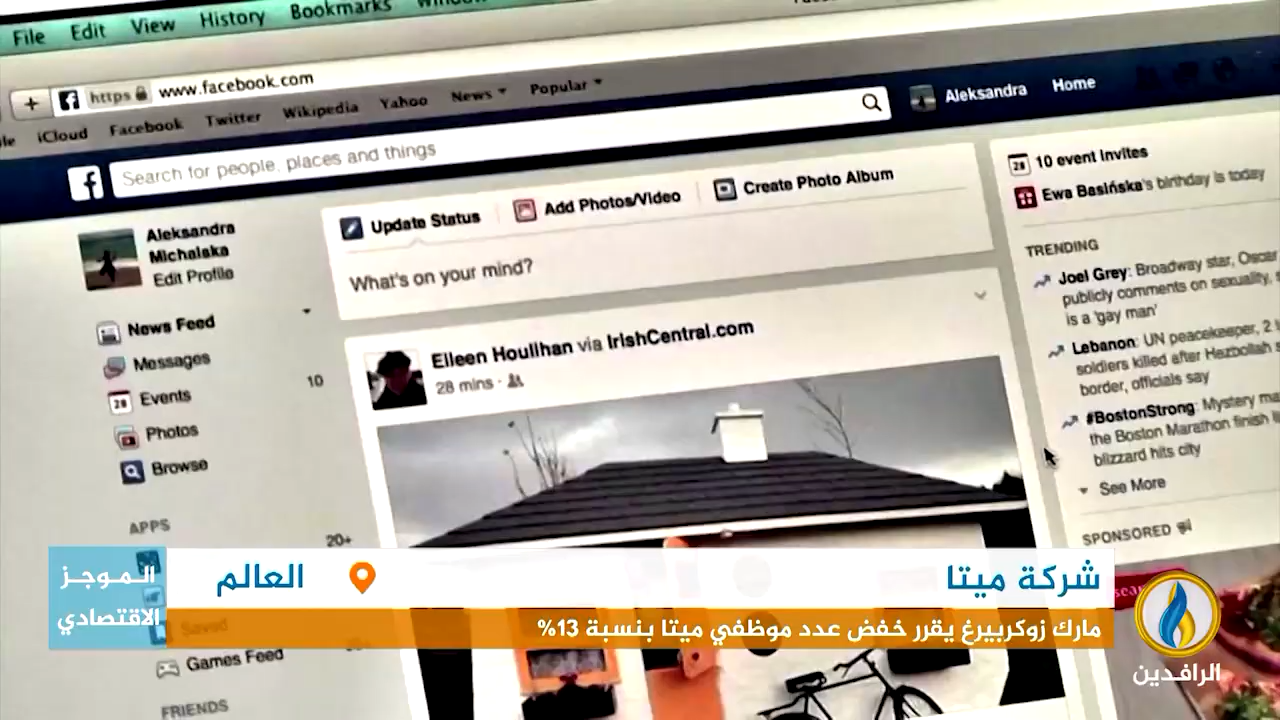 File Edit View History Bookmarks
https www.facebook.com
iCloud Facebook Twitter Wikipedia Yahoo News Popular
Search for people, places and things
Aleksandra Home
Aleksandra
Michalska
Edit Profile
News Feed
Messages
10
Events
Photos
Browse
APPS
20+
Saved
Games Feed
FRIENDS
Update Status
Add Photos/Video
Create Photo Album
What's on your mind?
Eileen Houlihan via IrishCentral.com
28 mins
10 event invites
Ewa Basińska's birthday is today
TRENDING
Joel Grey: Broadway star, Oscar
publicly comments on sexuality,
is a 'gay man'
Lebanon: UN peacekeeper, 2
soldiers killed after Hezbollah
border, officials say
#BostonStrong: Mystery
the Boston Marathon finish
blizzard hits city
See More
SPONSORED
شركة ميتا
العالم
مارك زوكربيرغ يقرر خفض عدد موظفي ميتا بنسبة 13%
الموجز
الاقتصادي
الرافدين